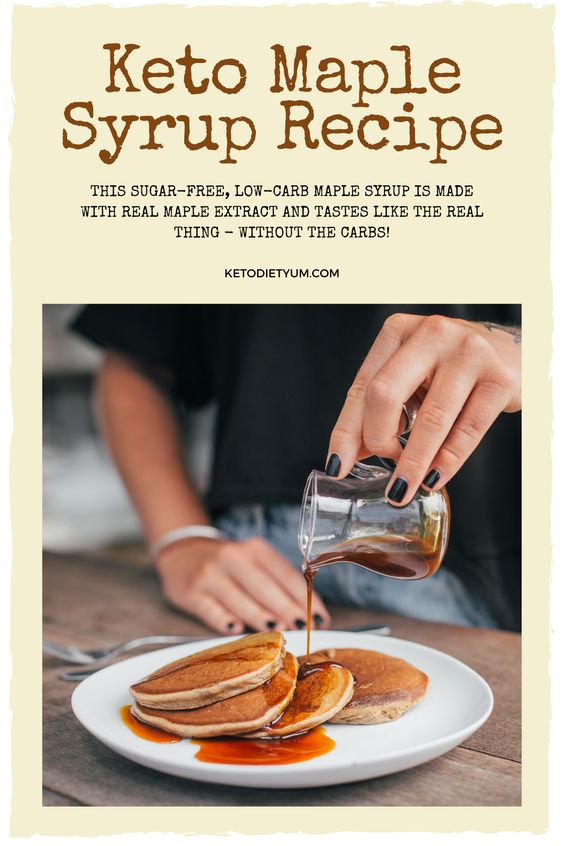 Keto Maple
Syrup Recipe
THIS SUGAR-FREE, LOW-CARB MAPLE SYRUP IS MADE
WITH REAL MAPLE EXTRACT AND TASTES LIKE THE REAL
THING - WITHOUT THE CARBS!
KETODIETYUM.COM